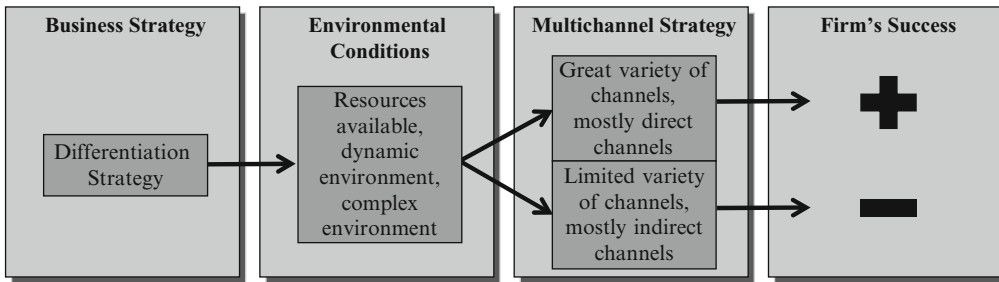 Business Strategy
Differentiation
Strategy
Environmental
Conditions
Resources
available,
dynamic
environment,
complex
environment
Multichannel Strategy
Great variety of
channels,
mostly direct
channels
Limited variety
of channels,
mostly indirect
channels
Firm's Success